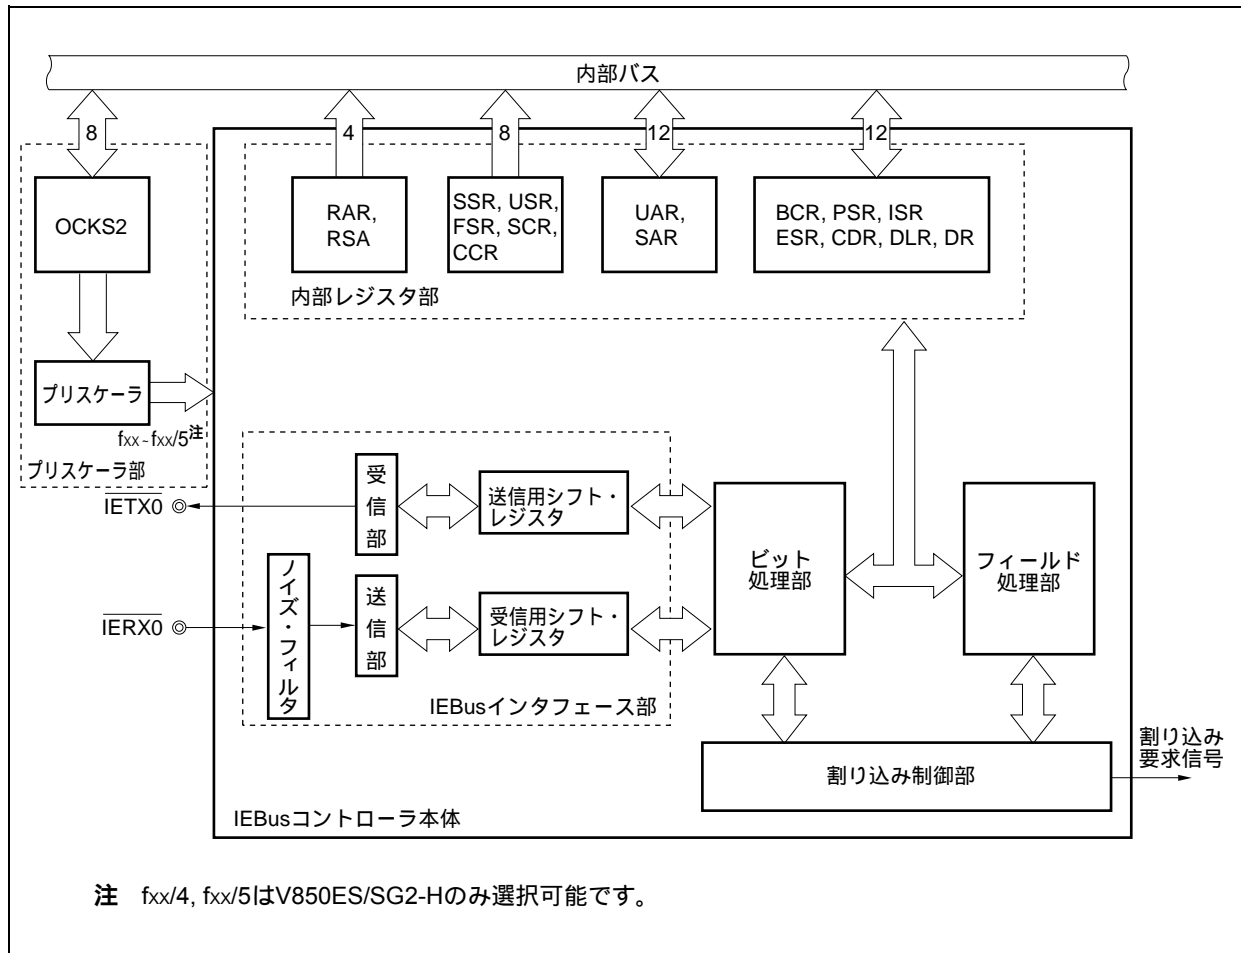 内部バス
8
4
8
12
12
OCKS2
RAR,
RSA
SSR, USR,
FSR, SCR,
CCR
UAR,
SAR
BCR, PSR, ISR
ESR, CDR, DLR, DR
内部レジスタ部
プリスケーラ
fxx~fxx/5注
プリスケーラ部
IETX0
受信部
送信用シフト・
レジスタ
ビット
処理部
フィールド
処理部
IERX0
ノイズ・フィルタ
送信部
受信用シフト・
レジスタ
IEBusインタフェース部
割り込み制御部
割り込み
要求信号
IEBusコントローラ本体
注 fxx/4, fxx/5はV850ES/SG2-Hのみ選択可能です。